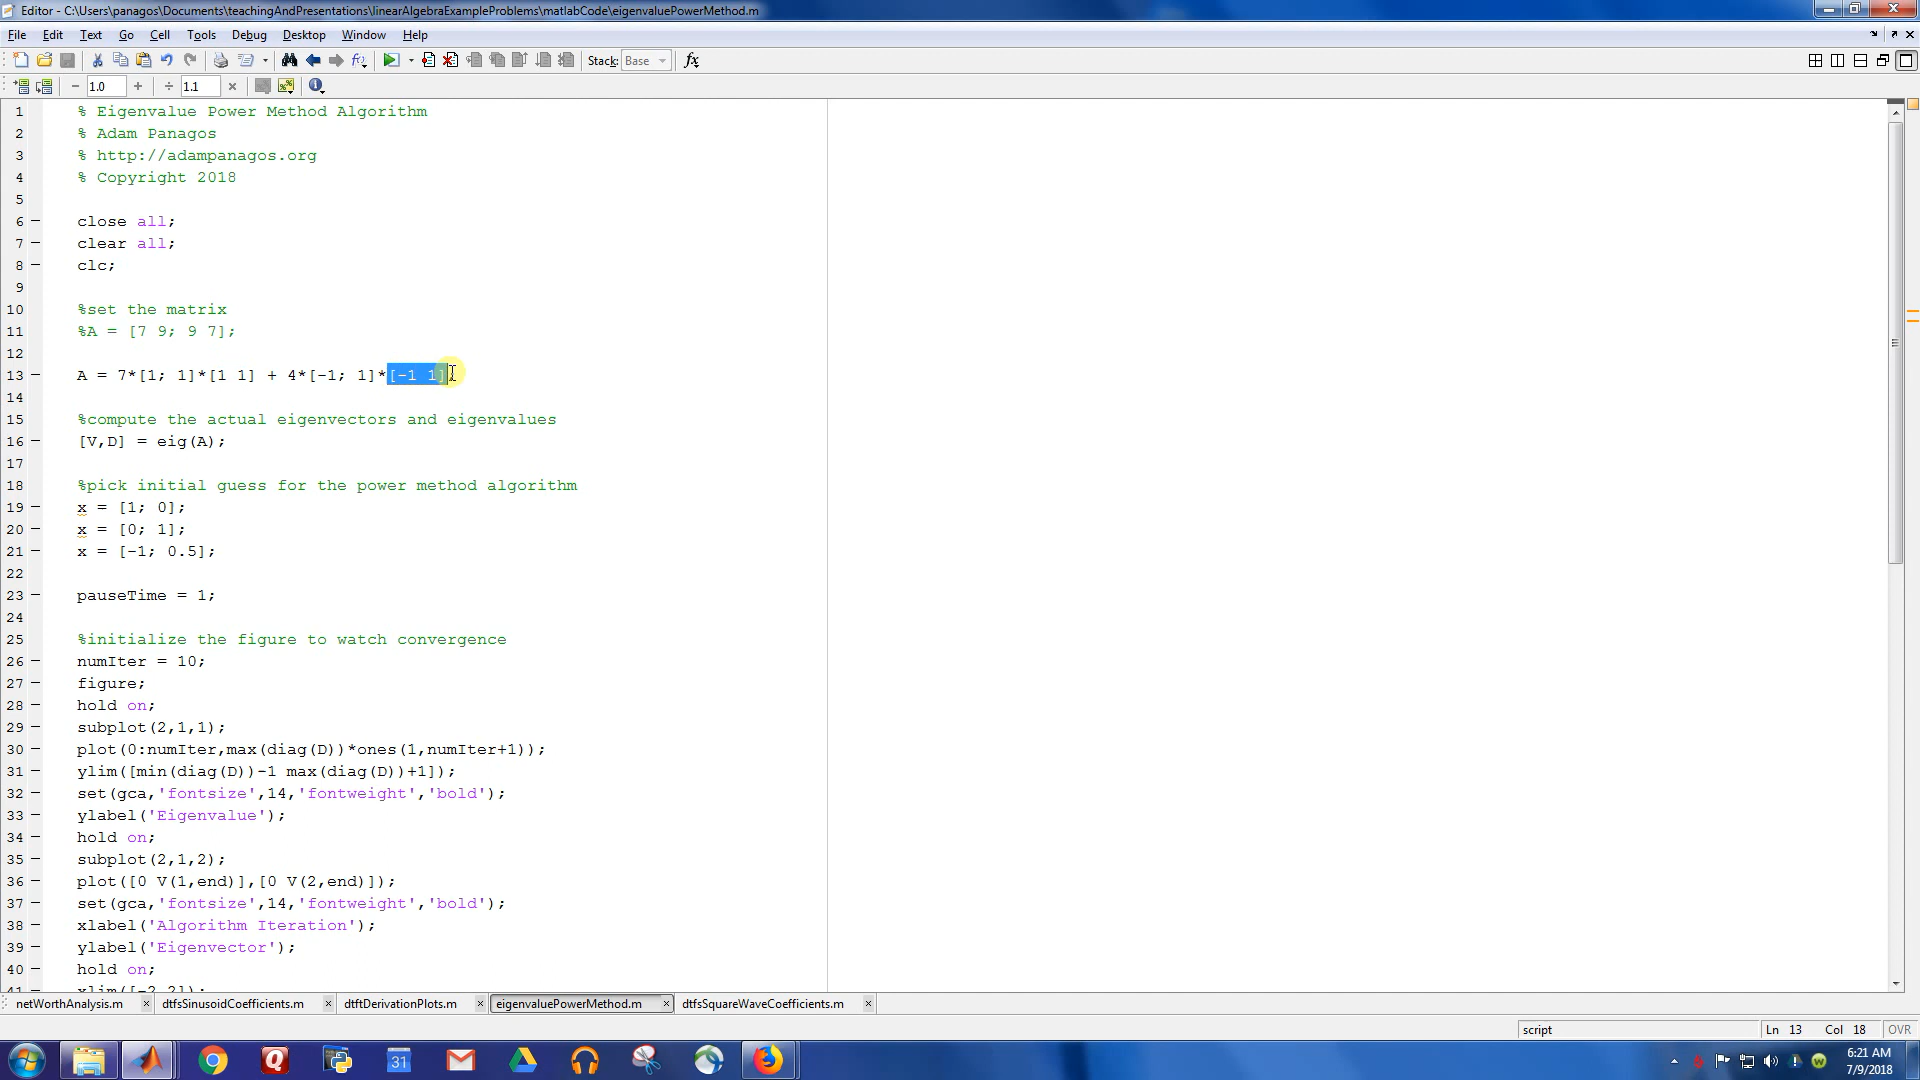 Editor - C:\Users\panagos\Documents\teachingAndPresentations\linearAlgebraExampleProblems\matlabCode\eigenvaluePowerMethod.m
File Edit Text Go Cell Tools Debug Desktop Window Help
Stack: Base fx
− 1.0 + ÷ 1.1 ×
1 % Eigenvalue Power Method Algorithm
2 % Adam Panagos
3 % http://adampanagos.org
4 % Copyright 2018
5
6 − close all;
7 − clear all;
8 − clc;
9
10 %set the matrix
11 %A = [7 9; 9 7];
12
13 − A = 7*[1; 1]*[1 1] + 4*[-1; 1]*[-1 1];
14
15 %compute the actual eigenvectors and eigenvalues
16 − [V,D] = eig(A);
17
18 %pick initial guess for the power method algorithm
19 − x = [1; 0];
20 − x = [0; 1];
21 − x = [-1; 0.5];
22
23 − pauseTime = 1;
24
25 %initialize the figure to watch convergence
26 − numIter = 10;
27 − figure;
28 − hold on;
29 − subplot(2,1,1);
30 − plot(0:numIter,max(diag(D))*ones(1,numIter+1));
31 − ylim([min(diag(D))-1 max(diag(D))+1]);
32 − set(gca,'fontsize',14,'fontweight','bold');
33 − ylabel('Eigenvalue');
34 − hold on;
35 − subplot(2,1,2);
36 − plot([0 V(1,end)],[0 V(2,end)]);
37 − set(gca,'fontsize',14,'fontweight','bold');
38 − xlabel('Algorithm Iteration');
39 − ylabel('Eigenvector');
40 − hold on;
41 − xlim([-2 2]);
netWorthAnalysis.m × dtfsSinusoidCoefficients.m × dtftDerivationPlots.m × eigenvaluePowerMethod.m × dtfsSquareWaveCoefficients.m ×
script Ln 13 Col 18 OVR
31
6:21 AM
7/9/2018